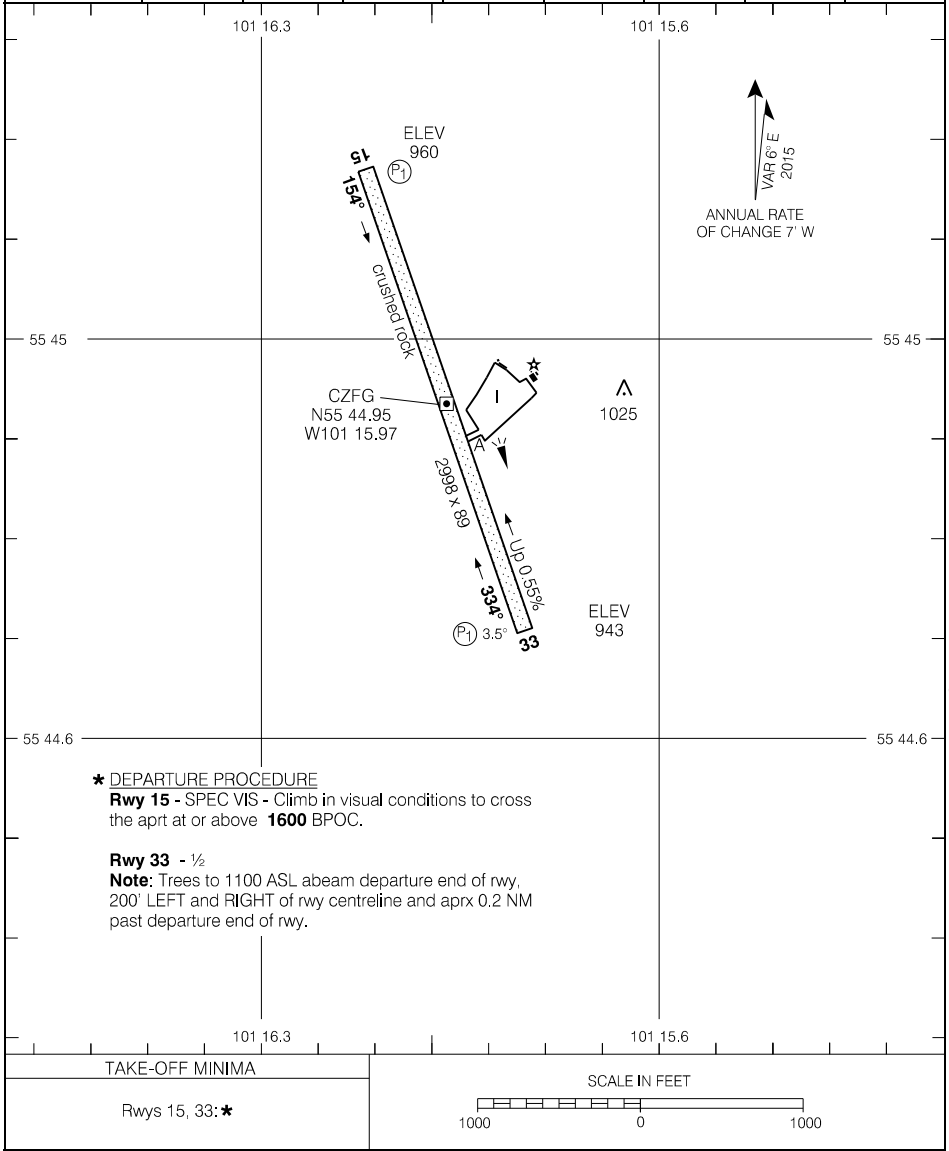 101 16.3
101 15.6
ELEV
960
15
P1
154°
VAR 6° E
2015
ANNUAL RATE
OF CHANGE 7' W
crushed rock
55 45
55 45
CZFG
N55 44.95
W101 15.97
I
1025
A
2998 x 89
Up 0.55%
334°
ELEV
943
P1 3.5°
33
55 44.6
55 44.6
* DEPARTURE PROCEDURE
Rwy 15 - SPEC VIS - Climb in visual conditions to cross
the aprt at or above 1600 BPOC.
Rwy 33 - ½
Note: Trees to 1100 ASL abeam departure end of rwy,
200' LEFT and RIGHT of rwy centreline and aprx 0.2 NM
past departure end of rwy.
101 16.3
101 15.6
TAKE-OFF MINIMA
Rwys 15, 33: *
SCALE IN FEET
1000 0 1000